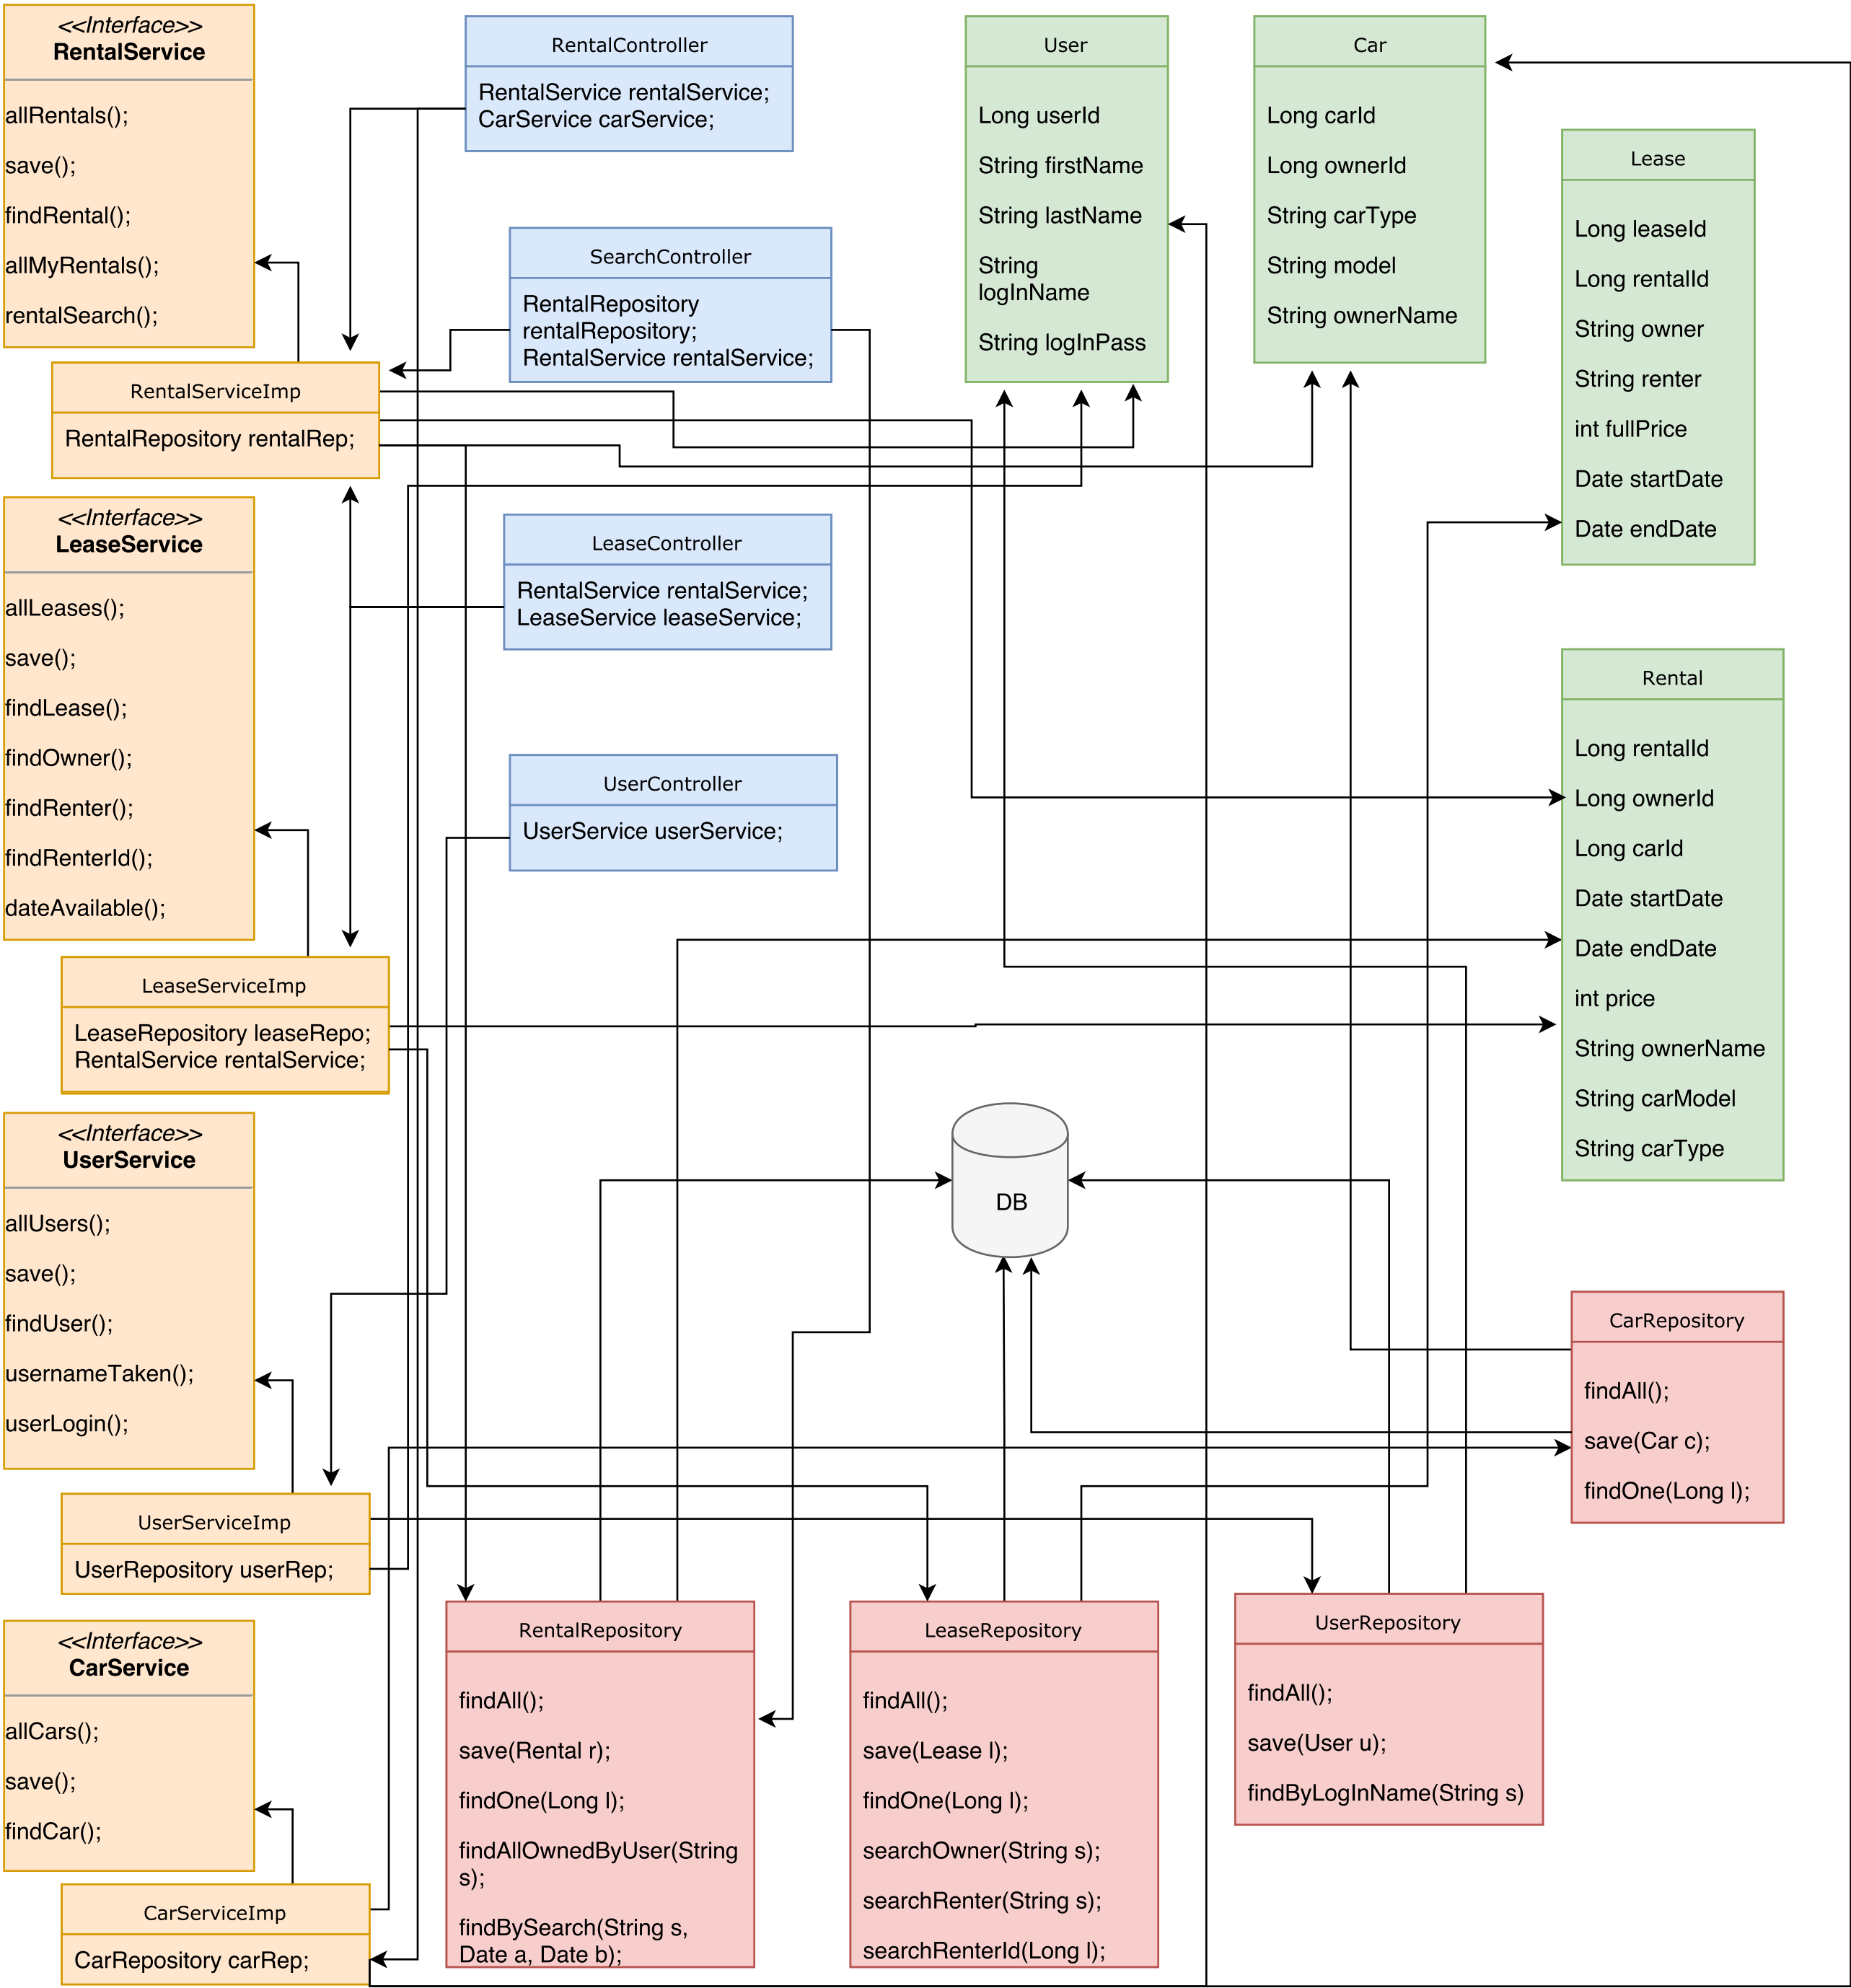 <<Interface>>
RentalService
allRentals();
save();
findRental();
allMyRentals();
rentalSearch();
RentalServiceImp
RentalRepository rentalRep;
<<Interface>>
LeaseService
allLeases();
save();
findLease();
findOwner();
findRenter();
findRenterId();
dateAvailable();
LeaseServiceImp
LeaseRepository leaseRepo;
RentalService rentalService;
<<Interface>>
UserService
allUsers();
save();
findUser();
usernameTaken();
userLogin();
UserServiceImp
UserRepository userRep;
<<Interface>>
CarService
allCars();
save();
findCar();
CarServiceImp
CarRepository carRep;
RentalController
RentalService rentalService;
CarService carService;
SearchController
RentalRepository
rentalRepository;
RentalService rentalService;
LeaseController
RentalService rentalService;
LeaseService leaseService;
UserController
UserService userService;
User
Long userId
String firstName
String lastName
String
logInName
String logInPass
Car
Long carId
Long ownerId
String carType
String model
String ownerName
Lease
Long leaseId
Long rentalId
String owner
String renter
int fullPrice
Date startDate
Date endDate
Rental
Long rentalId
Long ownerId
Long carId
Date startDate
Date endDate
int price
String ownerName
String carModel
String carType
DB
CarRepository
findAll();
save(Car c);
findOne(Long l);
RentalRepository
findAll();
save(Rental r);
findOne(Long l);
findAllOwnedByUser(String
s);
findBySearch(String s,
Date a, Date b);
LeaseRepository
findAll();
save(Lease l);
findOne(Long l);
searchOwner(String s);
searchRenter(String s);
searchRenterId(Long l);
UserRepository
findAll();
save(User u);
findByLogInName(String s)